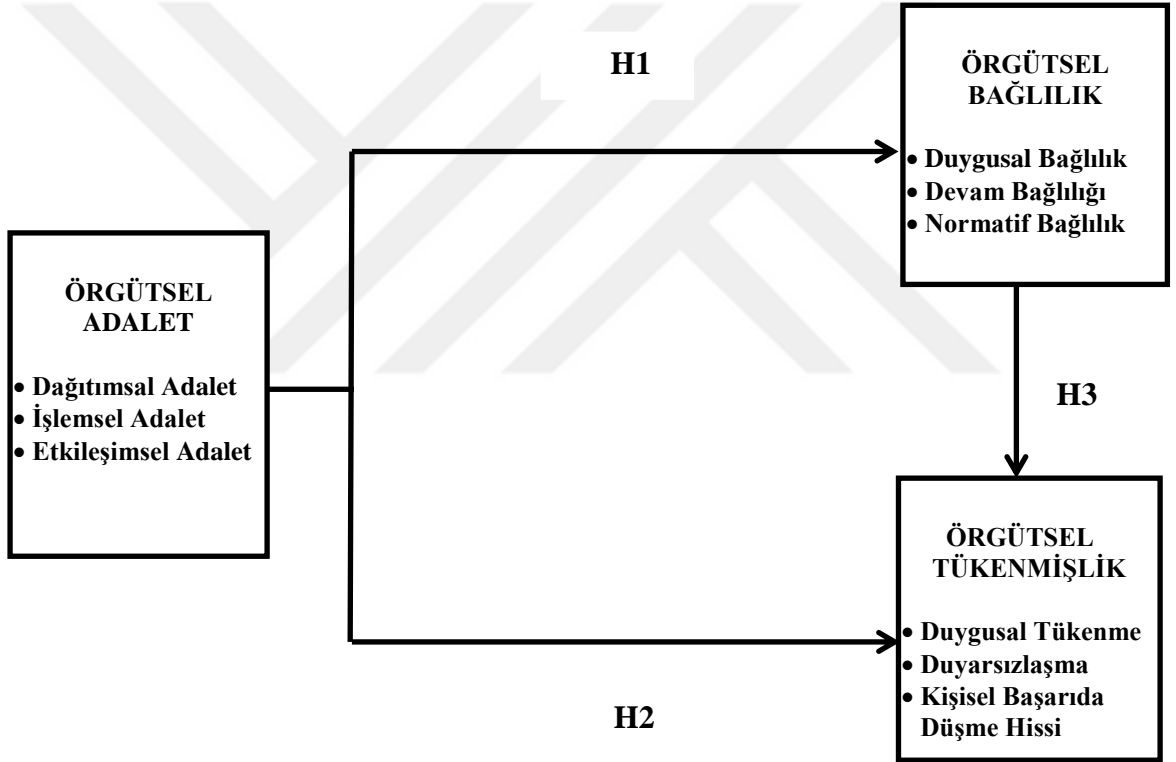 H1
ÖRGÜTSEL
BAĞLILIK
• Duygusal Bağlılık
• Devam Bağlılığı
• Normatif Bağlılık
ÖRGÜTSEL
ADALET
• Dağıtımsal Adalet
• İşlemsel Adalet
• Etkileşimsel Adalet
H3
ÖRGÜTSEL
TÜKENMİŞLİK
• Duygusal Tükenme
• Duyarsızlaşma
• Kişisel Başarıda
Düşme Hissi
H2